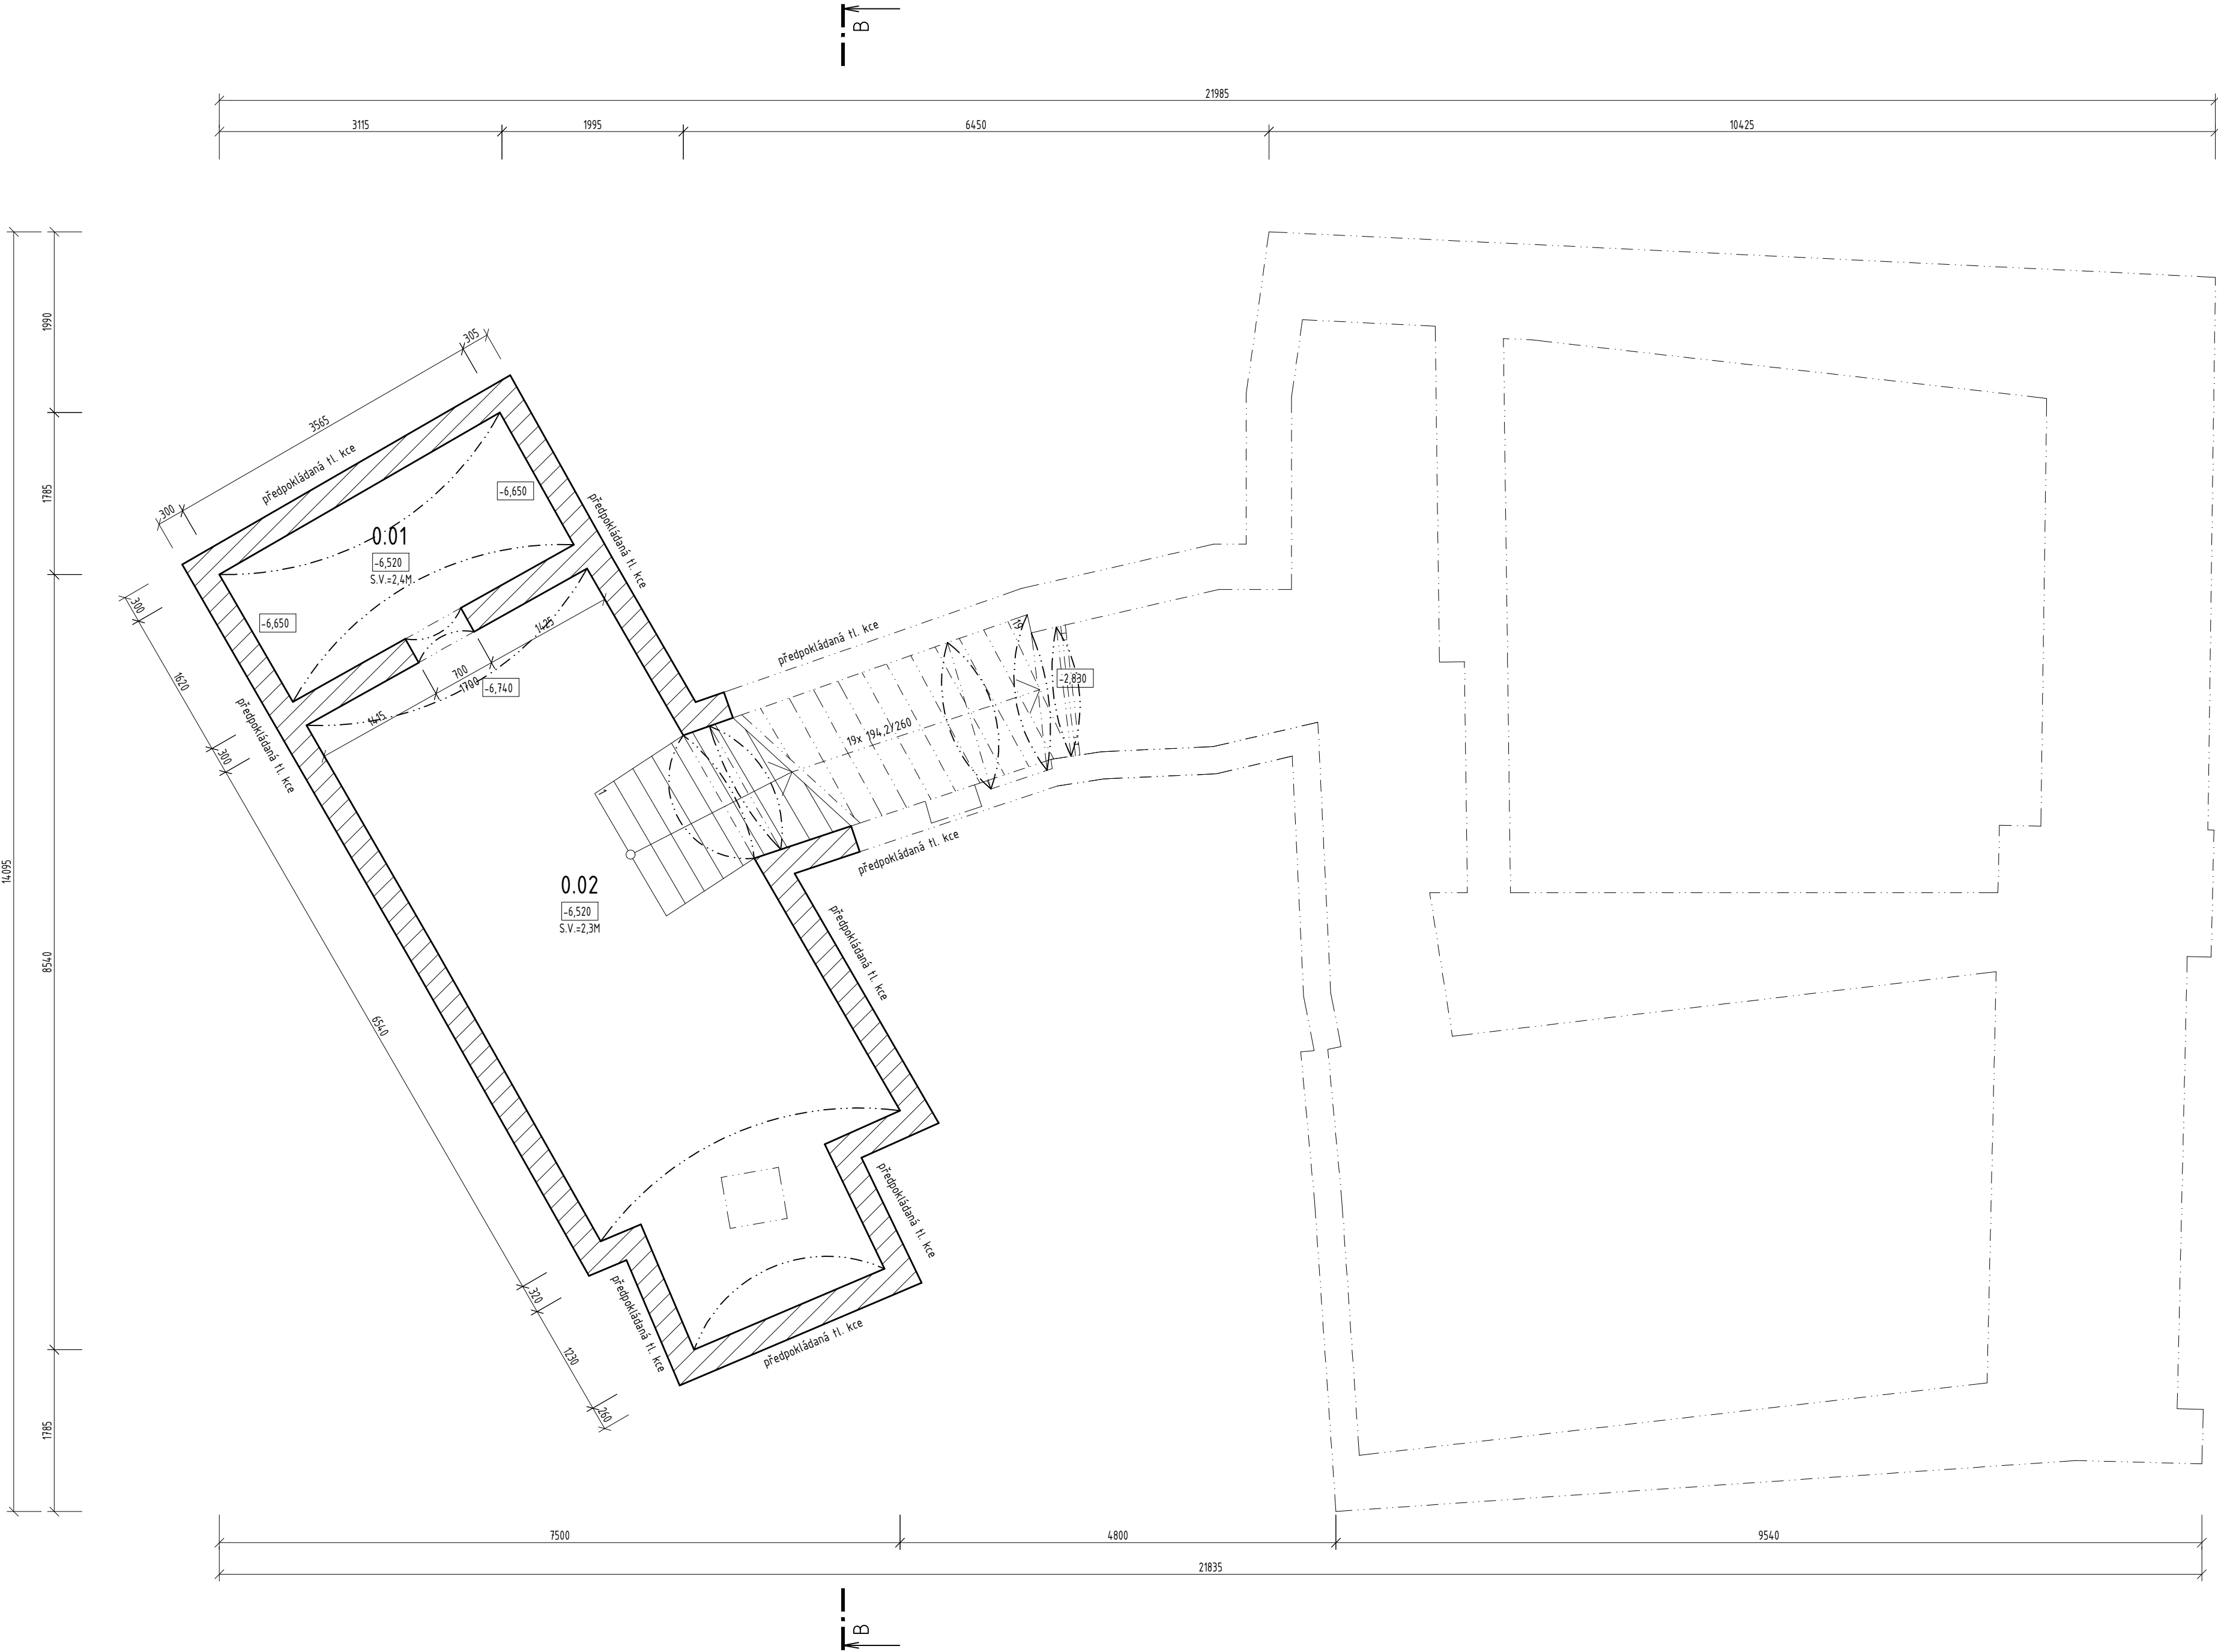 B
21985
3115
1995
6450
10425
1990
1785
8540
1785
14095
305
3565
300
předpokládaná tl. kce
-6,650
0.01
-6,520
S.V.=2,4M
-6,650
předpokládaná tl. kce
300
1620
300
předpokládaná tl. kce
1425
700
1790
1415
-6,740
předpokládaná tl. kce
19
-2,830
19x 194,2/260
1
předpokládaná tl. kce
0.02
-6,520
S.V.=2,3M
předpokládaná tl. kce
6540
předpokládaná tl. kce
320
předpokládaná tl. kce
1230
předpokládaná tl. kce
260
7500
4800
9540
21835
B